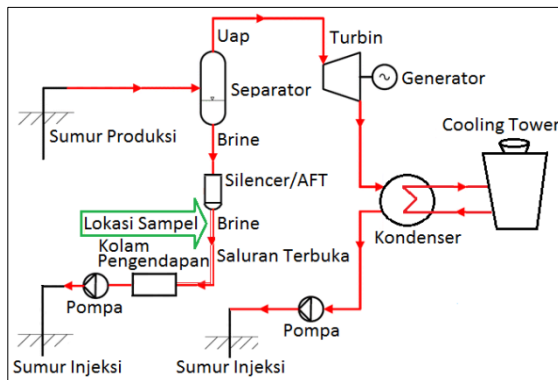 Uap
Turbin
Separator
Generator
Sumur Produksi
Cooling Tower
Brine
Silencer/AFT
Lokasi Sampel
Brine
Kondenser
Kolam
Pengendapan
Saluran Terbuka
Pompa
Pompa
Sumur Injeksi
Sumur Injeksi